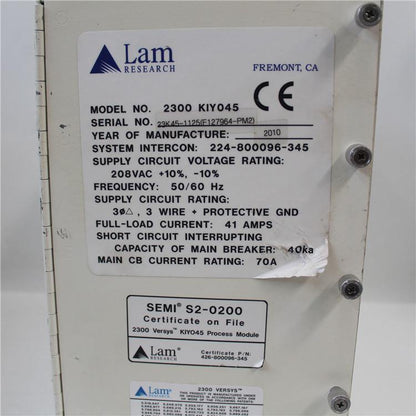 Lam
RESEARCH
FREMONT, CA
CE
MODEL NO. 2300 KIYO45
SERIAL NO. 23K45-1125(F127964-PM2)
YEAR OF MANUFACTURE: 2010
SYSTEM INTERCON: 224-800096-345
SUPPLY CIRCUIT VOLTAGE RATING:
208VAC +10%, -10%
FREQUENCY: 50/60 Hz
SUPPLY CIRCUIT RATING:
3ø△, 3 WIRE + PROTECTIVE GND
FULL-LOAD CURRENT: 41 AMPS
SHORT CIRCUIT INTERRUPTING
CAPACITY OF MAIN BREAKER: 40ka
MAIN CB CURRENT RATING: 70A
SEMI® S2-0200
Certificate on File
2300 Versys™ KIYO45 Process Module
Lam
RESEARCH
Certificate P/N:
426-800096-345
Lam
RESEARCH
2300 VERSYS™